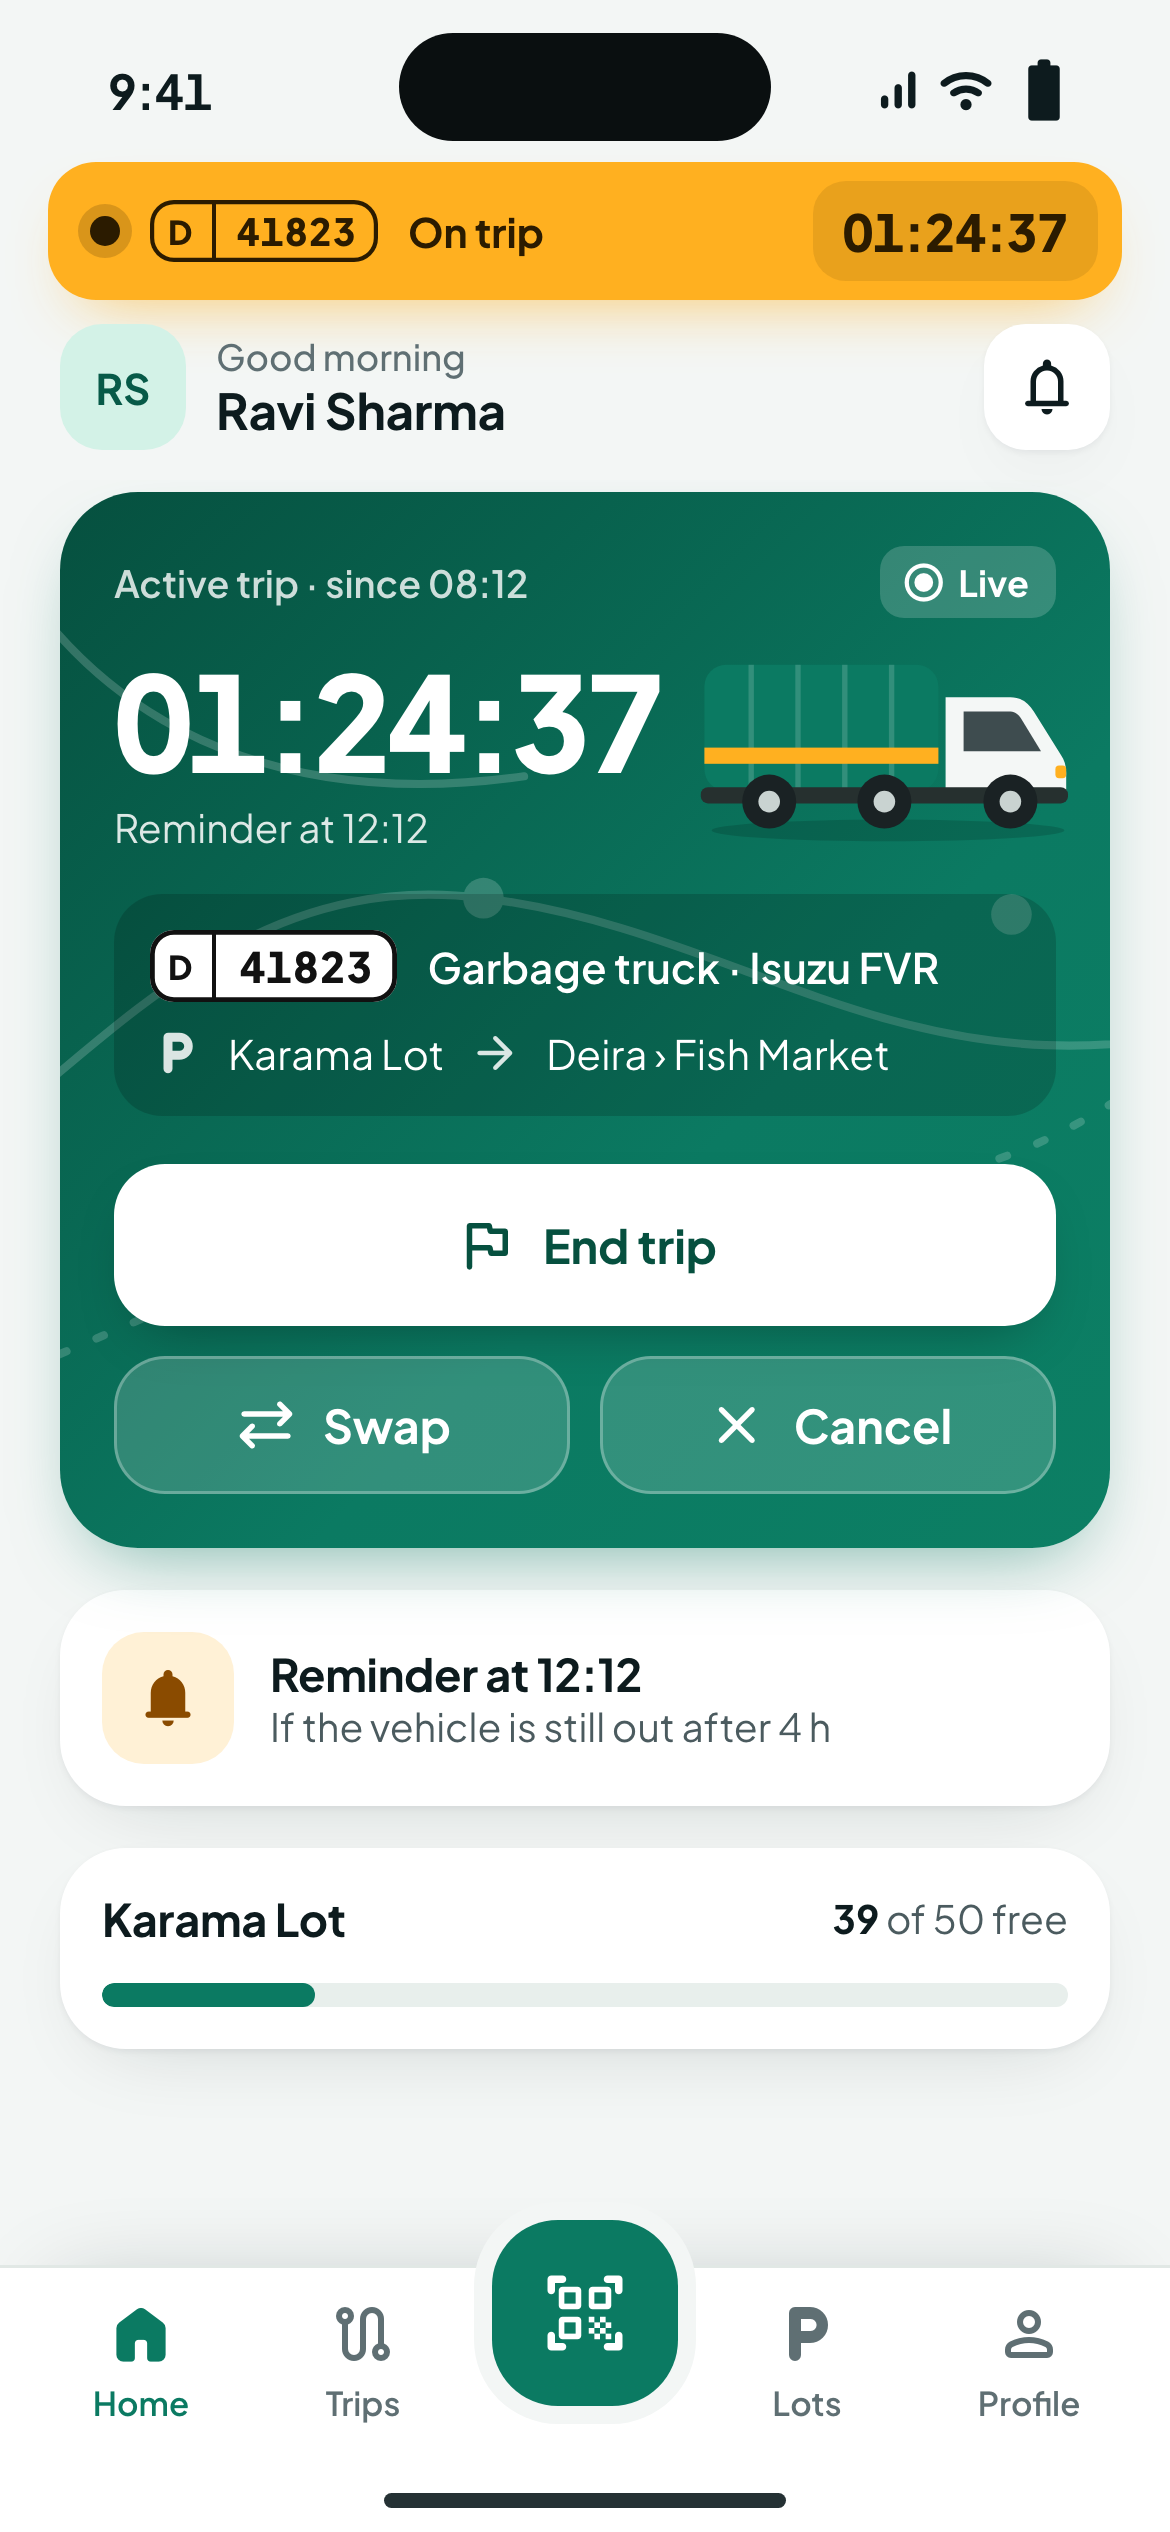 9:41
D 41823 On trip 01:24:37
RS
Good morning
Ravi Sharma
Active trip · since 08:12
Live
01:24:37
Reminder at 12:12
D 41823 Garbage truck · Isuzu FVR
P Karama Lot → Deira › Fish Market
End trip
Swap
Cancel
Reminder at 12:12
If the vehicle is still out after 4 h
Karama Lot
39 of 50 free
Home
Trips
P
Lots
Profile